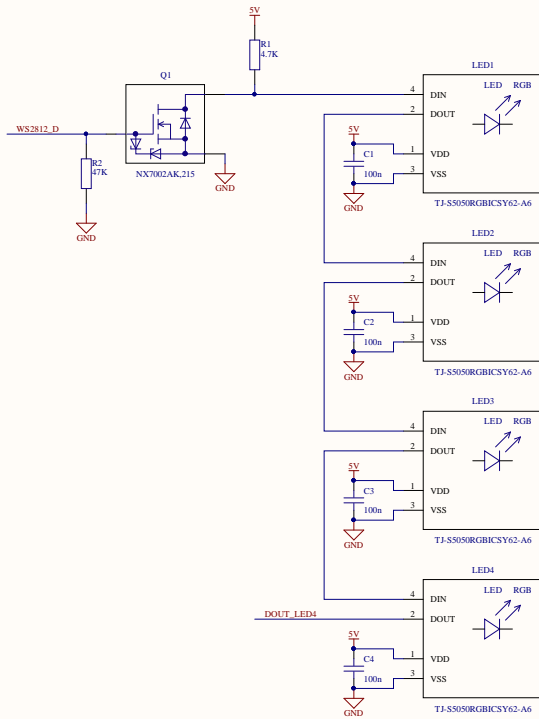 5V
R1
4.7K
Q1
NX7002AK,215
WS2812_D
R2
47K
GND
GND
LED1
LED RGB
4 DIN
2 DOUT
1 VDD
3 VSS
5V
C1
100n
GND
TJ-S5050RGBICSY62-A6
LED2
LED RGB
4 DIN
2 DOUT
1 VDD
3 VSS
5V
C2
100n
GND
TJ-S5050RGBICSY62-A6
LED3
LED RGB
4 DIN
2 DOUT
1 VDD
3 VSS
5V
C3
100n
GND
TJ-S5050RGBICSY62-A6
LED4
LED RGB
4 DIN
DOUT_LED4
2 DOUT
1 VDD
3 VSS
5V
C4
100n
GND
TJ-S5050RGBICSY62-A6